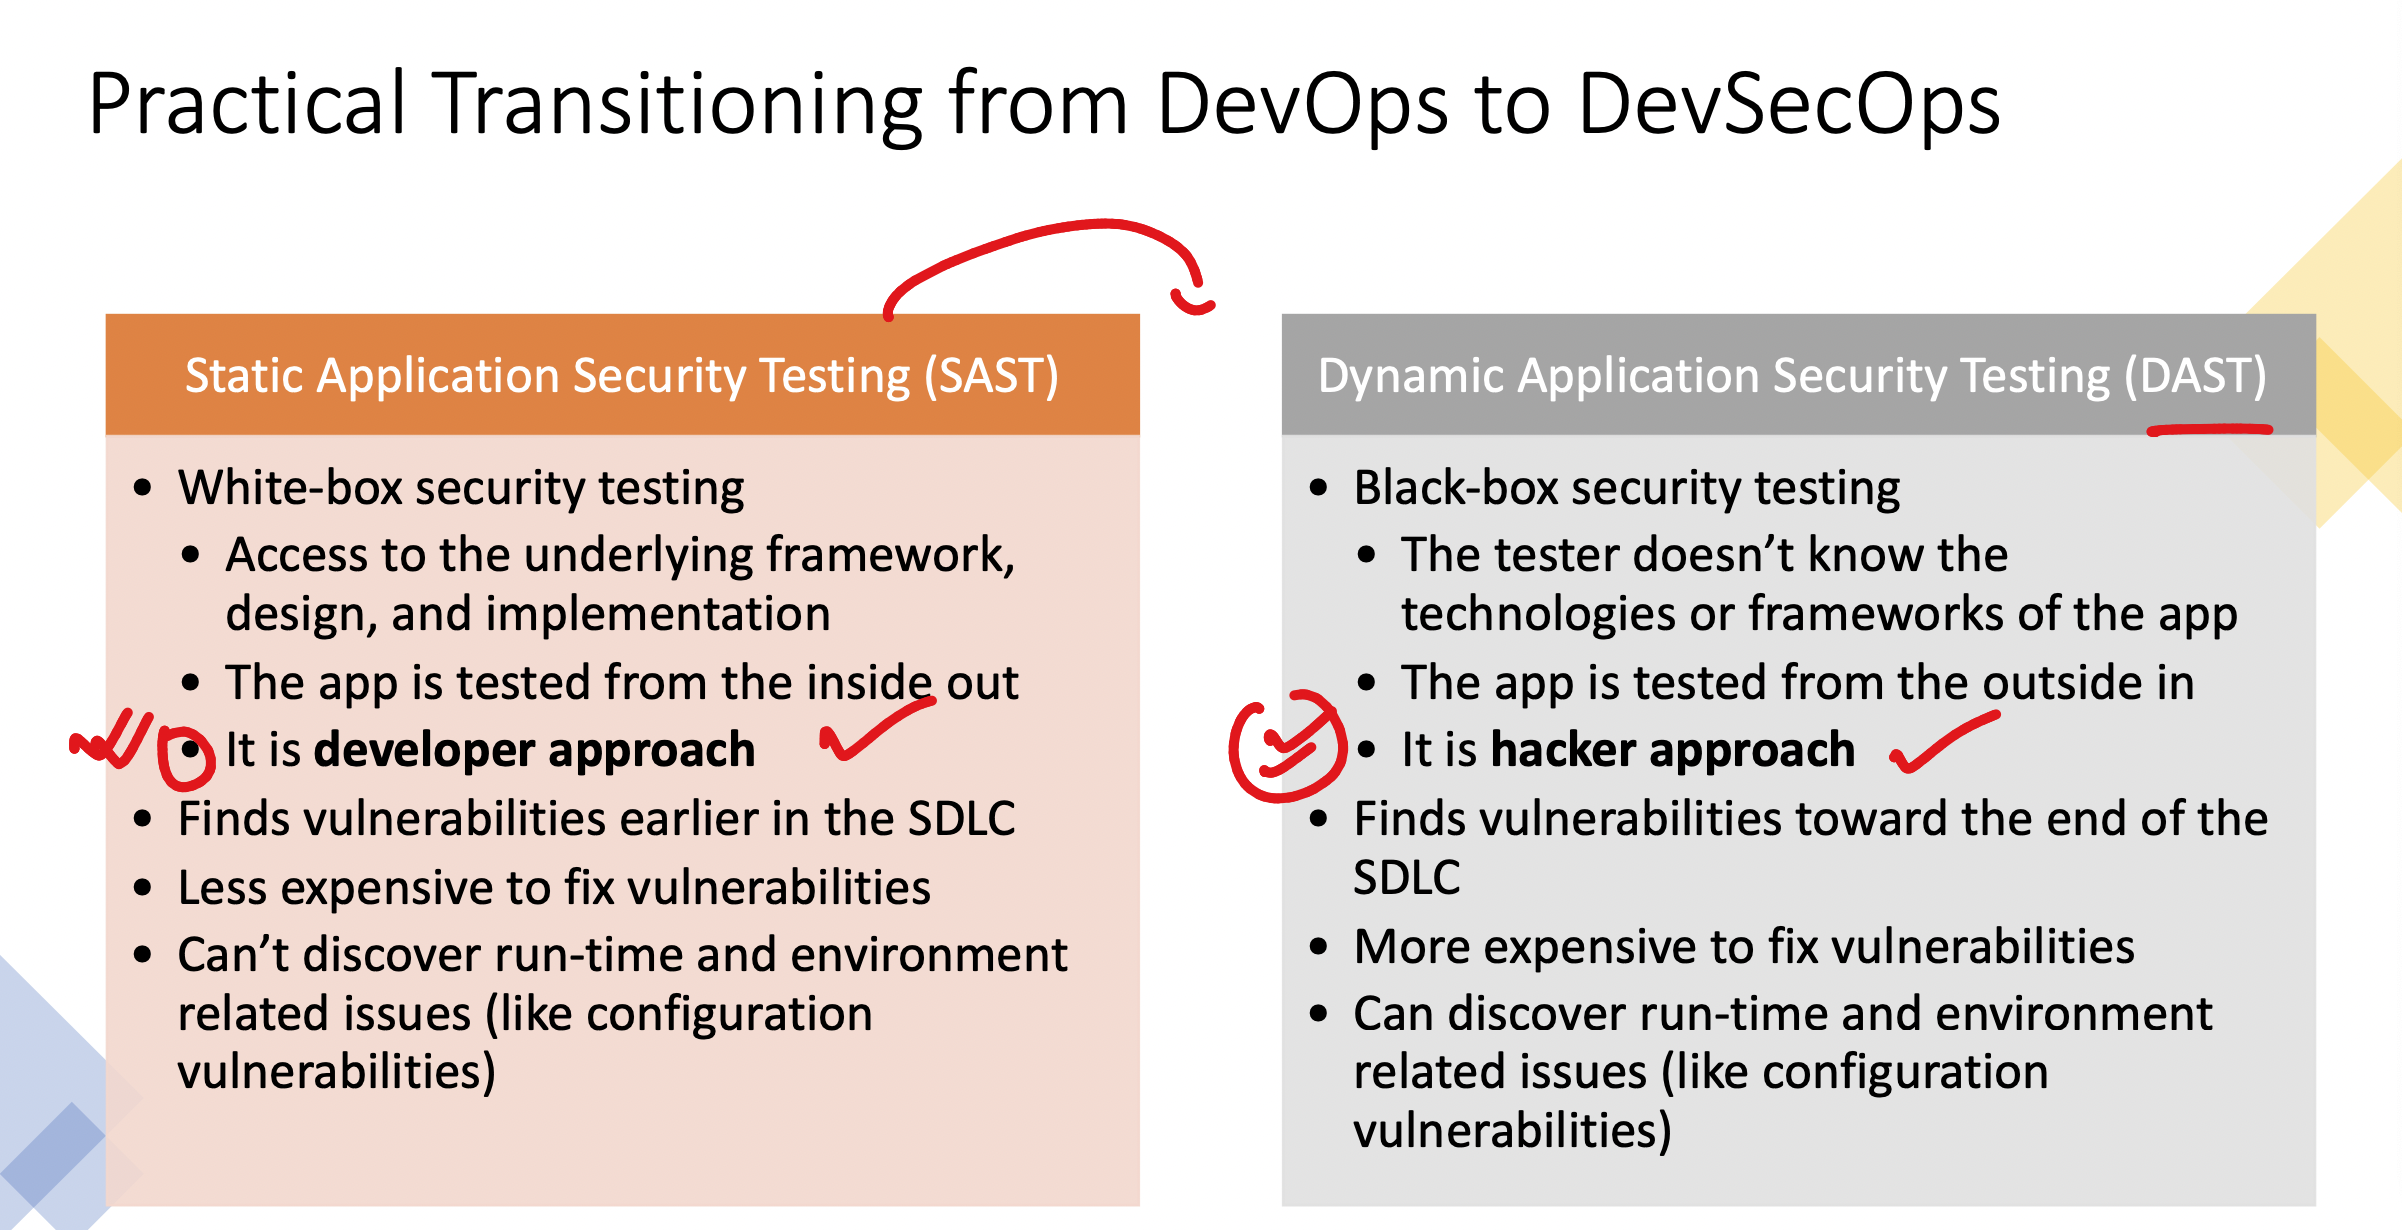 Practical Transitioning from DevOps to DevSecOps
Static Application Security Testing (SAST)
• White-box security testing
• Access to the underlying framework,
design, and implementation
• The app is tested from the inside out
• It is developer approach
• Finds vulnerabilities earlier in the SDLC
• Less expensive to fix vulnerabilities
• Can’t discover run-time and environment
related issues (like configuration
vulnerabilities)
Dynamic Application Security Testing (DAST)
• Black-box security testing
• The tester doesn’t know the
technologies or frameworks of the app
• The app is tested from the outside in
• It is hacker approach
• Finds vulnerabilities toward the end of the
SDLC
• More expensive to fix vulnerabilities
• Can discover run-time and environment
related issues (like configuration
vulnerabilities)